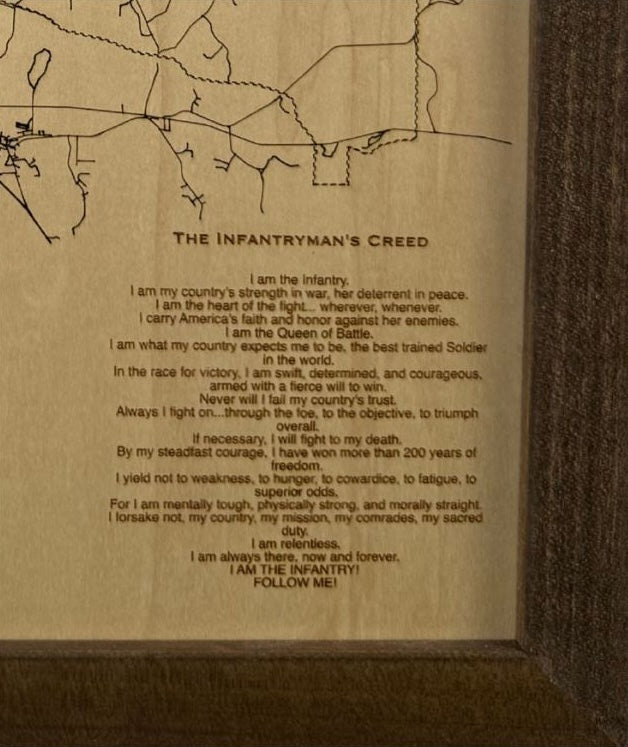 THE INFANTRYMAN'S CREED
I am the Infantry.
I am my country's strength in war, her deterrent in peace.
I am the heart of the fight... wherever, whenever.
I carry America's faith and honor against her enemies.
I am the Queen of Battle.
I am what my country expects me to be, the best trained Soldier
in the world.
In the race for victory, I am swift, determined, and courageous,
armed with a fierce will to win.
Never will I fail my country's trust.
Always I fight on...through the foe, to the objective, to triumph
overall.
If necessary, I will fight to my death.
By my steadfast courage, I have won more than 200 years of
freedom.
I yield not to weakness, to hunger, to cowardice, to fatigue, to
superior odds,
For I am mentally tough, physically strong, and morally straight.
I forsake not, my country, my mission, my comrades, my sacred
duty.
I am relentless.
I am always there, now and forever.
I AM THE INFANTRY!
FOLLOW ME!